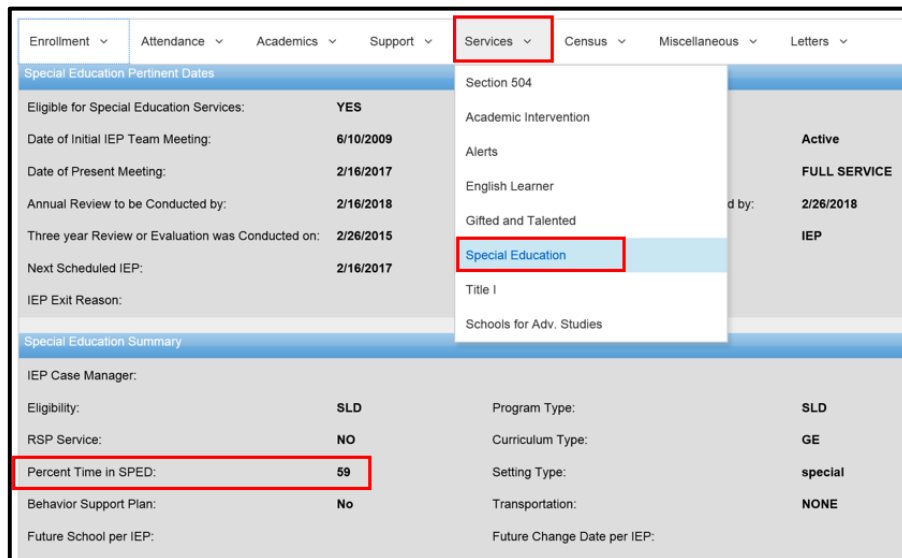 Enrollment Attendance Academics Support Services Census Miscellaneous Letters
Special Education Pertinent Dates
Section 504
Eligible for Special Education Services: YES
Academic Intervention
Date of Initial IEP Team Meeting: 6/10/2009 Active
Alerts
Date of Present Meeting: 2/16/2017 FULL SERVICE
English Learner
Annual Review to be Conducted by: 2/16/2018 d by: 2/26/2018
Gifted and Talented
Three year Review or Evaluation was Conducted on: 2/26/2015 IEP
Special Education
Next Scheduled IEP: 2/16/2017
Title I
IEP Exit Reason:
Schools for Adv. Studies
Special Education Summary
IEP Case Manager:
Eligibility: SLD Program Type: SLD
RSP Service: NO Curriculum Type: GE
Percent Time in SPED: 59 Setting Type: special
Behavior Support Plan: No Transportation: NONE
Future School per IEP: Future Change Date per IEP: